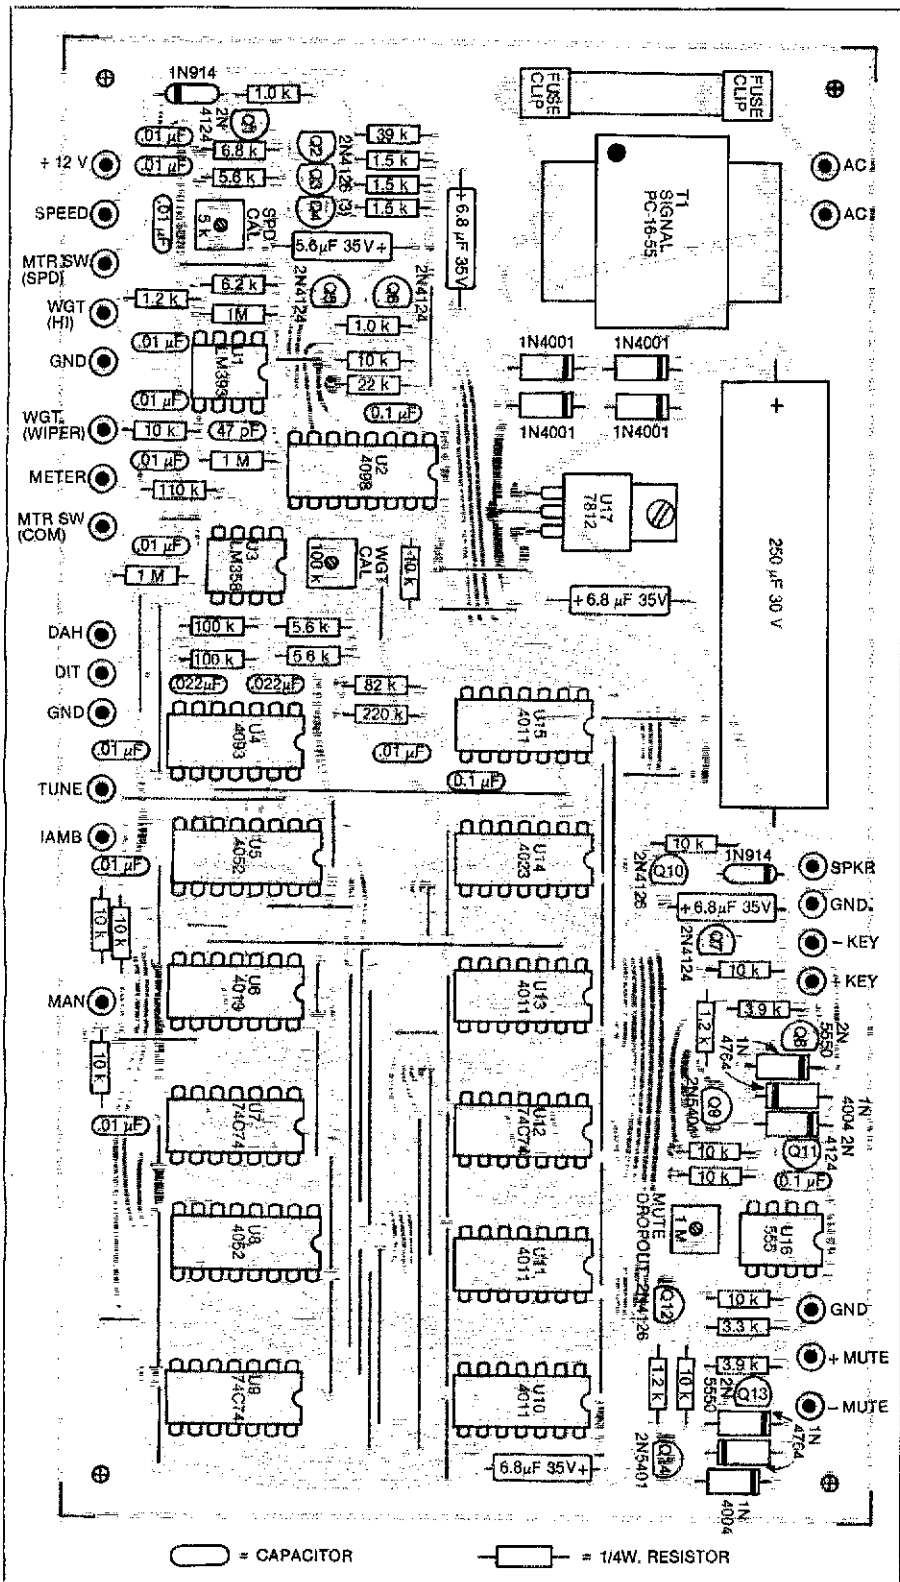 1N914
1.0 k
FUSE CLIP
FUSE CLIP
2N 4124
Q1
.01 µF
6.8 k
.01 µF
5.6 k
Q2
Q3
Q4
2N4126 (3)
39 k
1.5 k
1.5 k
1.5 k
+ 12 V
SPEED
MTR SW
(SPD)
WGT
(HI)
GND
WGT.
(WIPER)
METER
MTR SW
(COM)
.01 µF
5 k
SPD CAL
5.6µF 35V+
+ 6.8 µF 35V
T1
SIGNAL
PC-16-55
AC
AC
6.2 k
1.2 k
1M
2N4124
Q5
Q6
2N4124
1.0 k
10 k
22 k
.01 µF
U1
LM393
.01 µF
0.1 µF
10 k
47 pF
1 M
.01 µF
110 k
U2
4098
1N4001
1N4001
1N4001
1N4001
U17
7812
+
250 µF 30 V
.01 µF
1 M
U3
LM358
100 k
WGT CAL
10 k
+ 6.8 µF 35V
DAH
DIT
GND
TUNE
IAMB
MAN
100 k
5.6 k
100 k
5.6 k
.022µF
.022µF
82 k
220 k
U4
4093
U15
4011
.01 µF
.01 µF
0.1 µF
U5
4052
U14
4023
.01 µF
10 k
10 k
10 k
2N4126
Q10
1N914
SPKR
GND
- KEY
+ KEY
+ 6.8µF 35V
2N4124
Q7
10 k
U6
4019
U13
4011
1.2 k
3.9 k
Q8
2N 5550
1N 4764
10 k
.01 µF
U7
74C74
U12
74C74
2N5401
Q9
1N 4004
2N 4124
Q11
10 k
10 k
0.1 µF
U8
4052
U11
4011
MUTE DROPOUT
1 M
U16
555
2N4126
Q12
10 k
3.3 k
GND
+ MUTE
- MUTE
U9
74C74
U10
4011
1.2 k
10 k
3.9 k
2N 5550
Q13
1N 4764
6.8µF 35V+
2N5401
Q14
1N 4004
= CAPACITOR
= 1/4W. RESISTOR